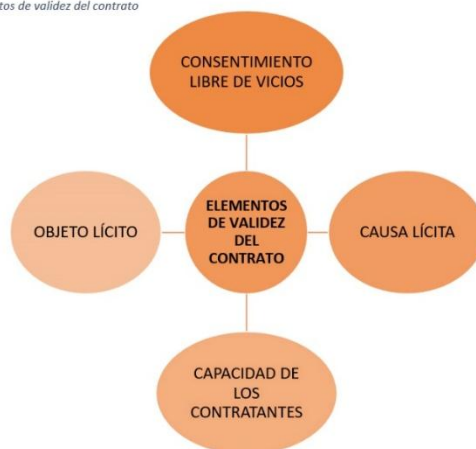 tos de validez del contrato
CONSENTIMIENTO
LIBRE DE VICIOS
OBJETO LÍCITO
ELEMENTOS
DE VALIDEZ
DEL
CONTRATO
CAUSA LÍCITA
CAPACIDAD DE
LOS
CONTRATANTES